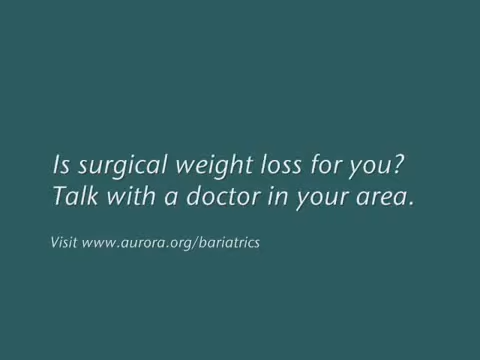 Is surgical weight loss for you?
Talk with a doctor in your area.
Visit www.aurora.org/bariatrics